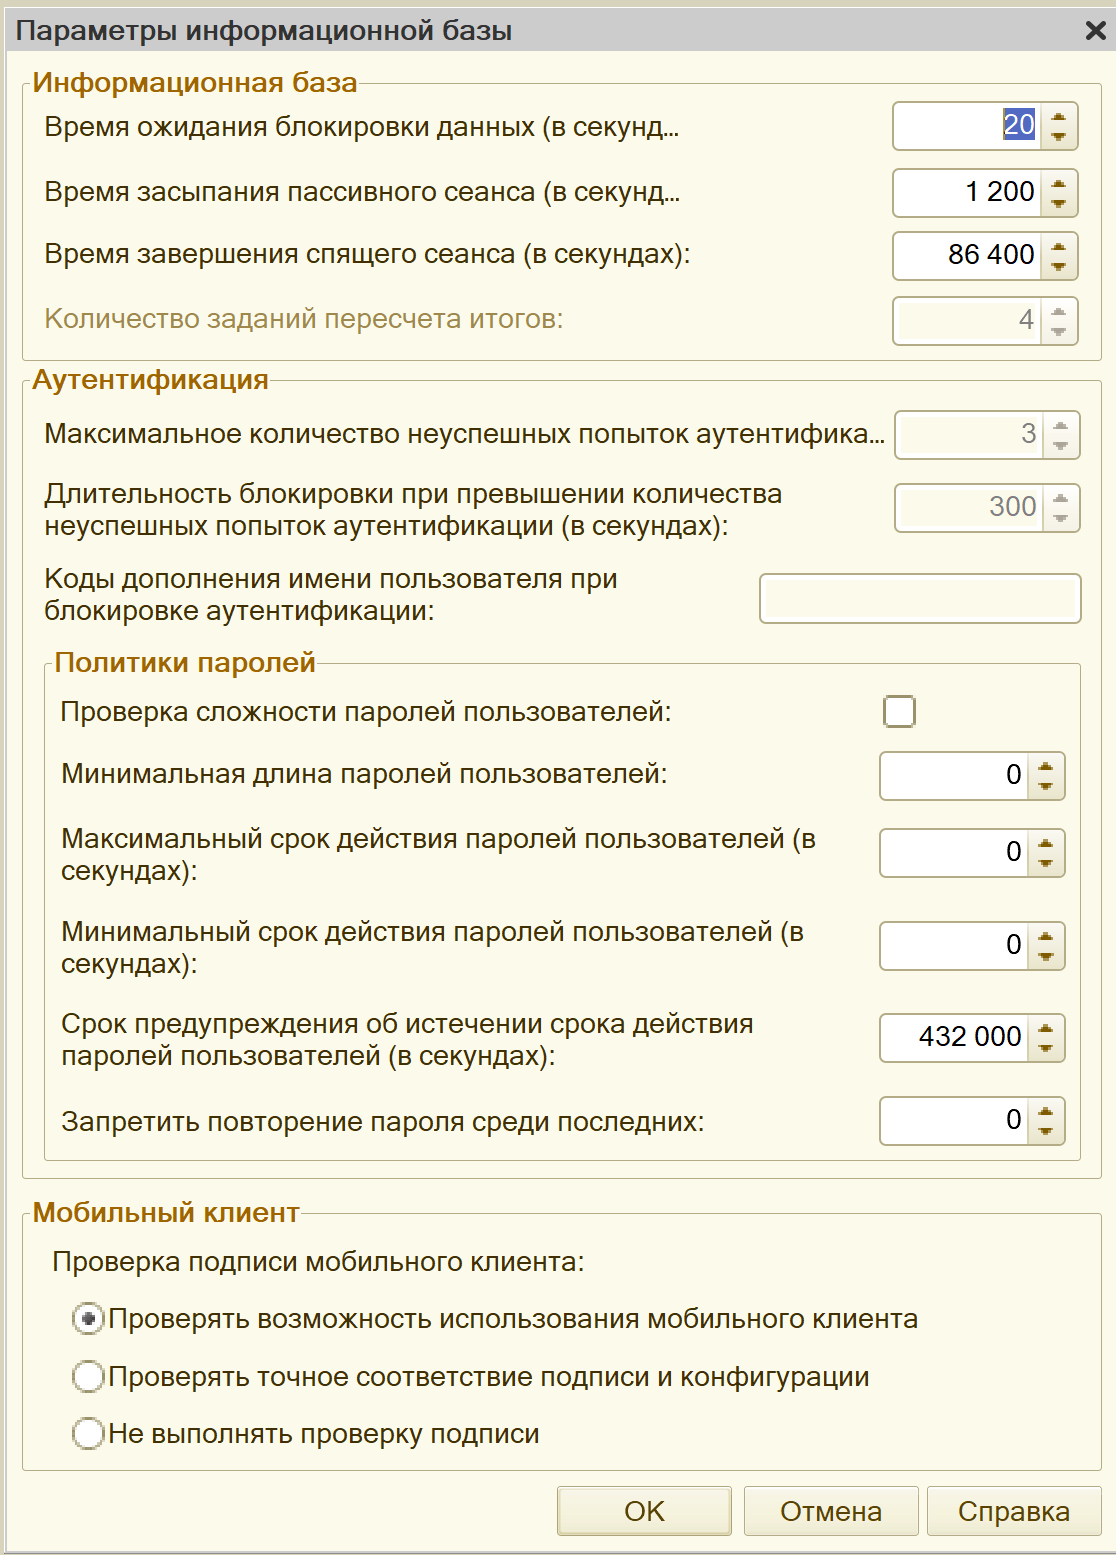 Параметры информационной базы
Информационная база
Время ожидания блокировки данных (в секунд... 20
Время засыпания пассивного сеанса (в секунд... 1 200
Время завершения спящего сеанса (в секундах): 86 400
Количество заданий пересчета итогов: 4
Аутентификация
Максимальное количество неуспешных попыток аутентифика... 3
Длительность блокировки при превышении количества
неуспешных попыток аутентификации (в секундах): 300
Коды дополнения имени пользователя при
блокировке аутентификации:
Политики паролей
Проверка сложности паролей пользователей:
Минимальная длина паролей пользователей: 0
Максимальный срок действия паролей пользователей (в
секундах): 0
Минимальный срок действия паролей пользователей (в
секундах): 0
Срок предупреждения об истечении срока действия
паролей пользователей (в секундах): 432 000
Запретить повторение пароля среди последних: 0
Мобильный клиент
Проверка подписи мобильного клиента:
Проверять возможность использования мобильного клиента
Проверять точное соответствие подписи и конфигурации
Не выполнять проверку подписи
ОК Отмена Справка